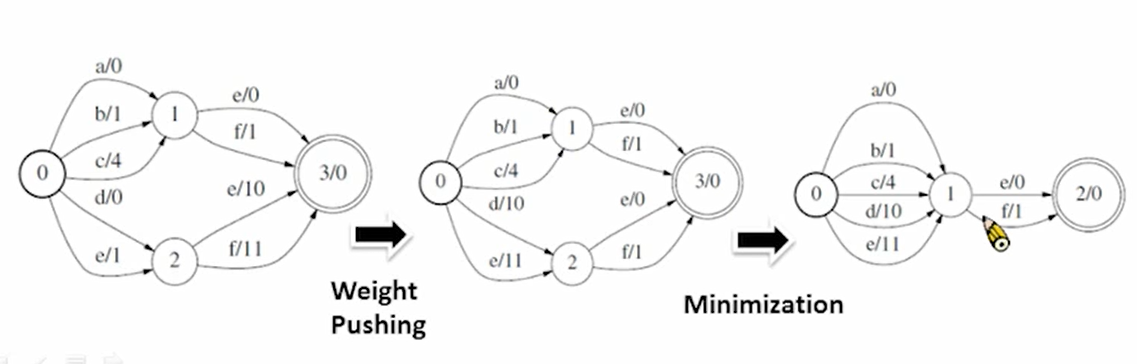 a/0
b/1
c/4
d/0
e/1
0
1
2
e/0
f/1
e/10
f/11
3/0
Weight
Pushing
a/0
b/1
c/4
d/10
e/11
0
1
2
e/0
f/1
e/0
f/1
3/0
Minimization
a/0
b/1
c/4
d/10
e/11
0
1
e/0
f/1
2/0